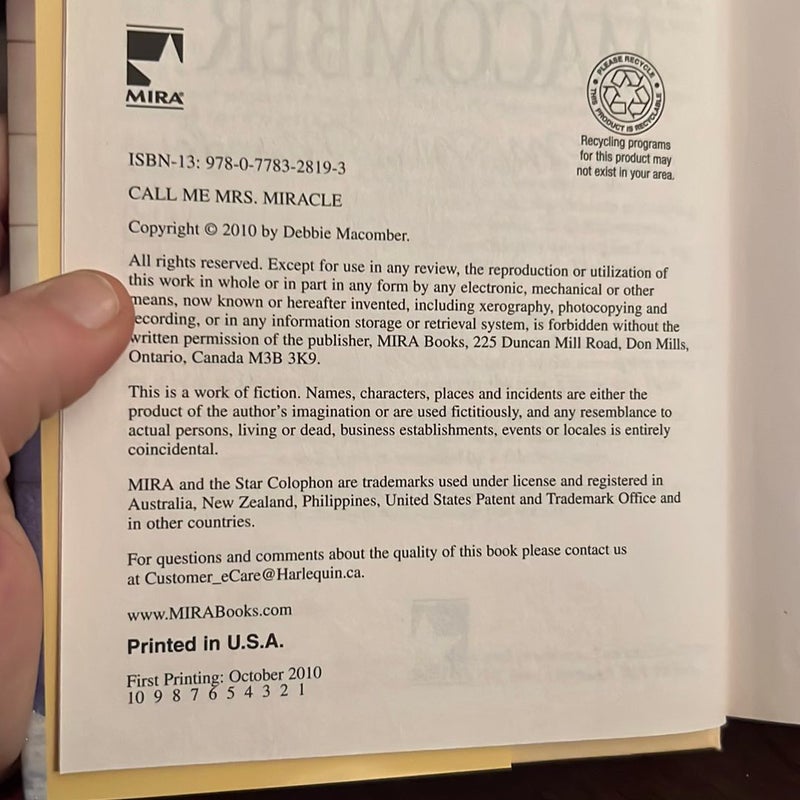 MIRA®
PLEASE RECYCLE
THIS PRODUCT IS RECYCLABLE
Recycling programs
for this product may
not exist in your area.
ISBN-13: 978-0-7783-2819-3
CALL ME MRS. MIRACLE
Copyright © 2010 by Debbie Macomber.
All rights reserved. Except for use in any review, the reproduction or utilization of
this work in whole or in part in any form by any electronic, mechanical or other
means, now known or hereafter invented, including xerography, photocopying and
recording, or in any information storage or retrieval system, is forbidden without the
written permission of the publisher, MIRA Books, 225 Duncan Mill Road, Don Mills,
Ontario, Canada M3B 3K9.
This is a work of fiction. Names, characters, places and incidents are either the
product of the author's imagination or are used fictitiously, and any resemblance to
actual persons, living or dead, business establishments, events or locales is entirely
coincidental.
MIRA and the Star Colophon are trademarks used under license and registered in
Australia, New Zealand, Philippines, United States Patent and Trademark Office and
in other countries.
For questions and comments about the quality of this book please contact us
at Customer_eCare@Harlequin.ca.
www.MIRABooks.com
Printed in U.S.A.
First Printing: October 2010
10 9 8 7 6 5 4 3 2 1